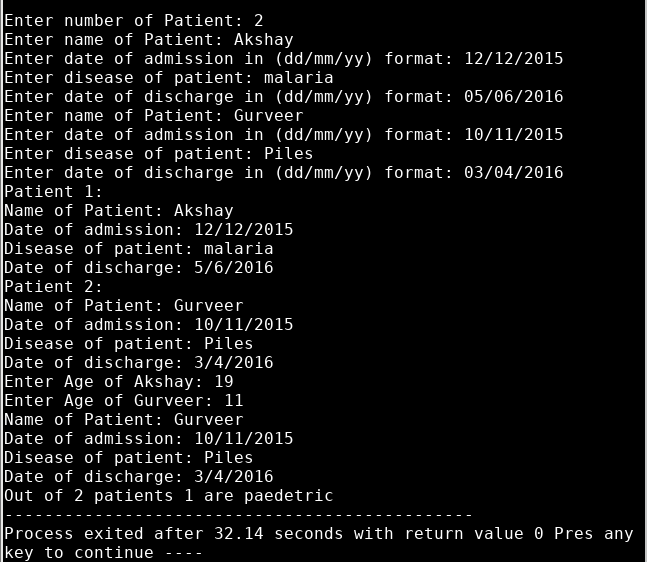 Enter number of Patient: 2
Enter name of Patient: Akshay
Enter date of admission in (dd/mm/yy) format: 12/12/2015
Enter disease of patient: malaria
Enter date of discharge in (dd/mm/yy) format: 05/06/2016
Enter name of Patient: Gurveer
Enter date of admission in (dd/mm/yy) format: 10/11/2015
Enter disease of patient: Piles
Enter date of discharge in (dd/mm/yy) format: 03/04/2016
Patient 1:
Name of Patient: Akshay
Date of admission: 12/12/2015
Disease of patient: malaria
Date of discharge: 5/6/2016
Patient 2:
Name of Patient: Gurveer
Date of admission: 10/11/2015
Disease of patient: Piles
Date of discharge: 3/4/2016
Enter Age of Akshay: 19
Enter Age of Gurveer: 11
Name of Patient: Gurveer
Date of admission: 10/11/2015
Disease of patient: Piles
Date of discharge: 3/4/2016
Out of 2 patients 1 are paedetric
-----------------------------------------------
Process exited after 32.14 seconds with return value 0 Pres any
key to continue ----